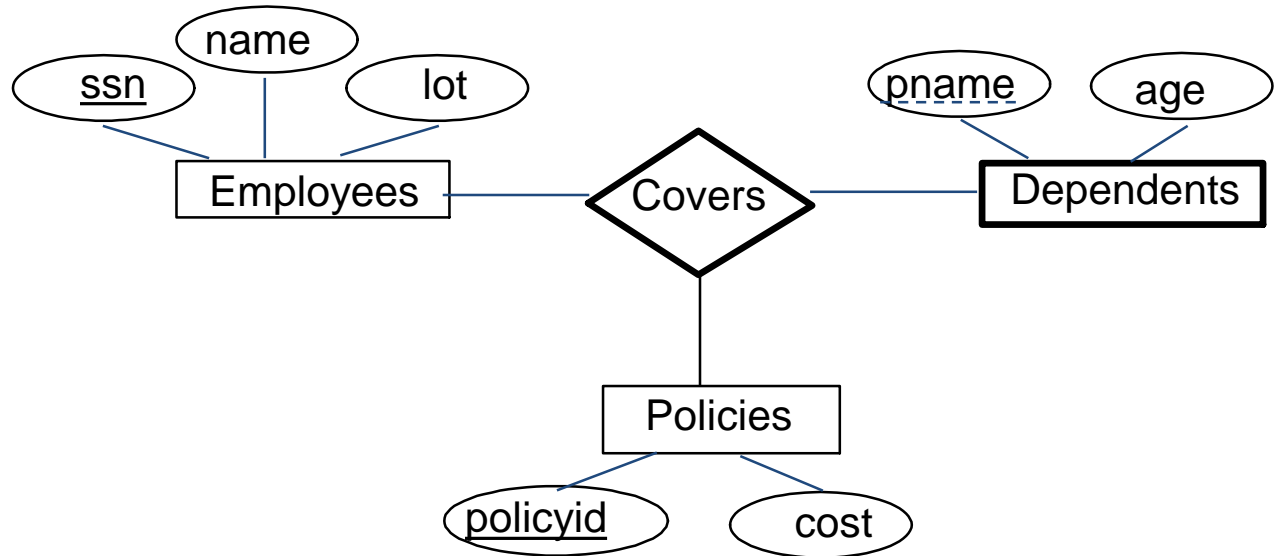 name
ssn
lot
pname
age
Employees
Covers
Dependents
Policies
policyid
cost